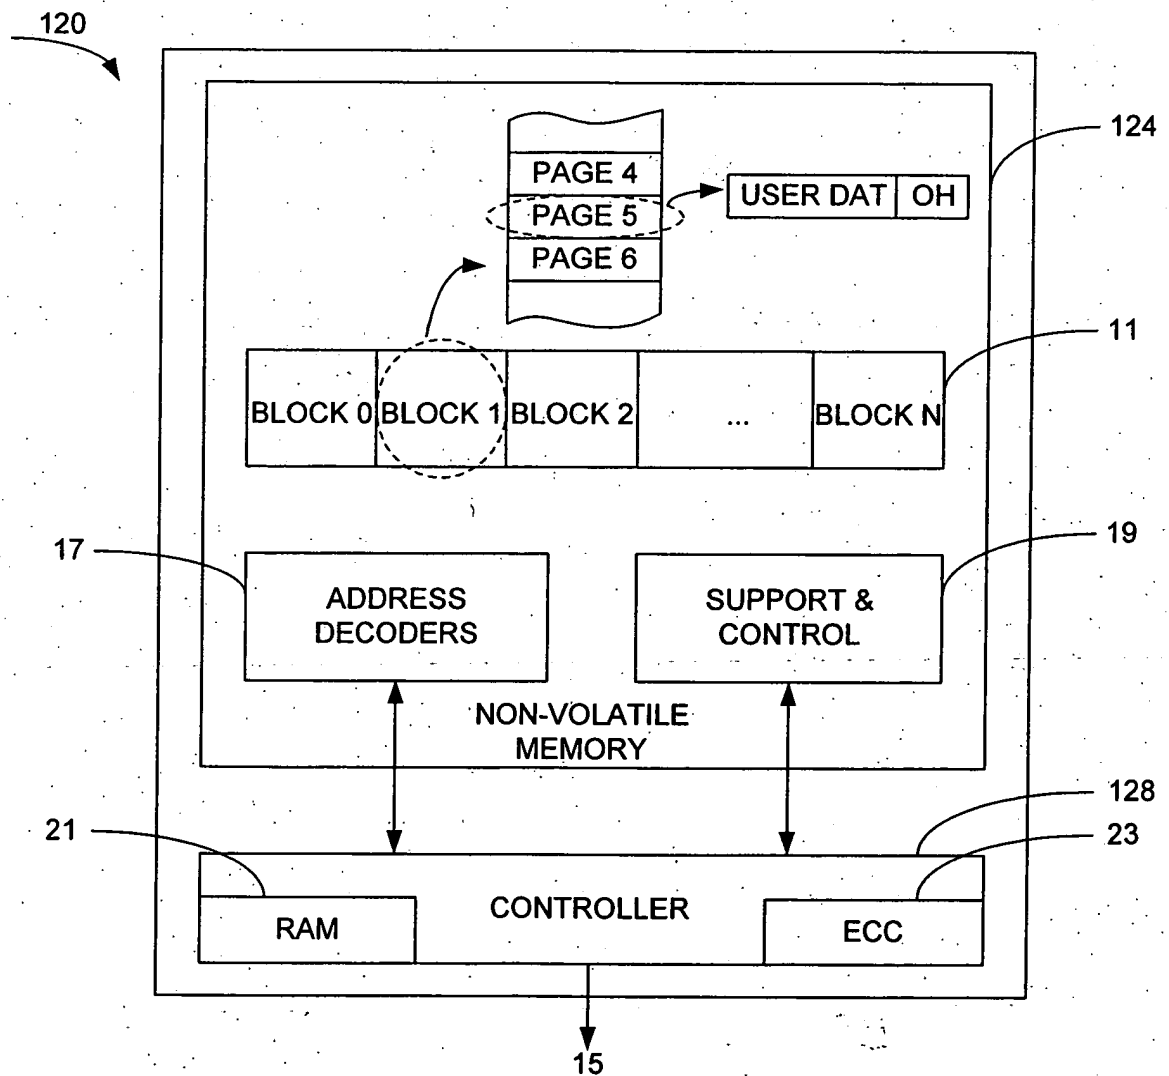 120
124
PAGE 4
USER DAT OH
PAGE 5
PAGE 6
11
BLOCK 0 BLOCK 1 BLOCK 2 ... BLOCK N
17
19
ADDRESS
DECODERS
SUPPORT &
CONTROL
NON-VOLATILE
MEMORY
128
21
23
CONTROLLER
RAM
ECC
15